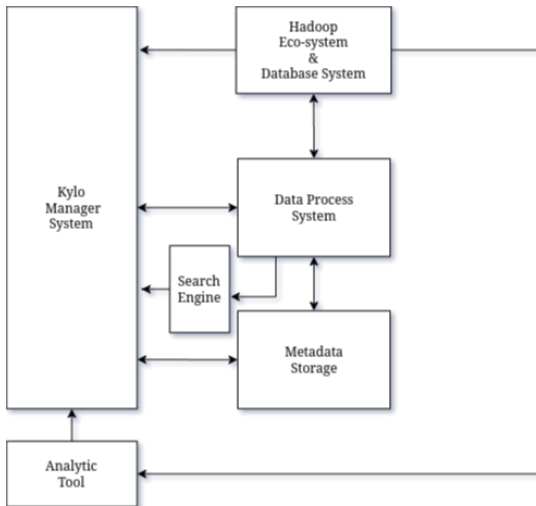 Hadoop
Eco-system
&
Database System
Kylo
Manager
System
Data Process
System
Search
Engine
Metadata
Storage
Analytic
Tool